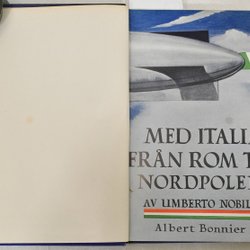 MED ITALI
FRÅN ROM T
NORDPOLE
AV UMBERTO NOBIL
Albert Bonnier